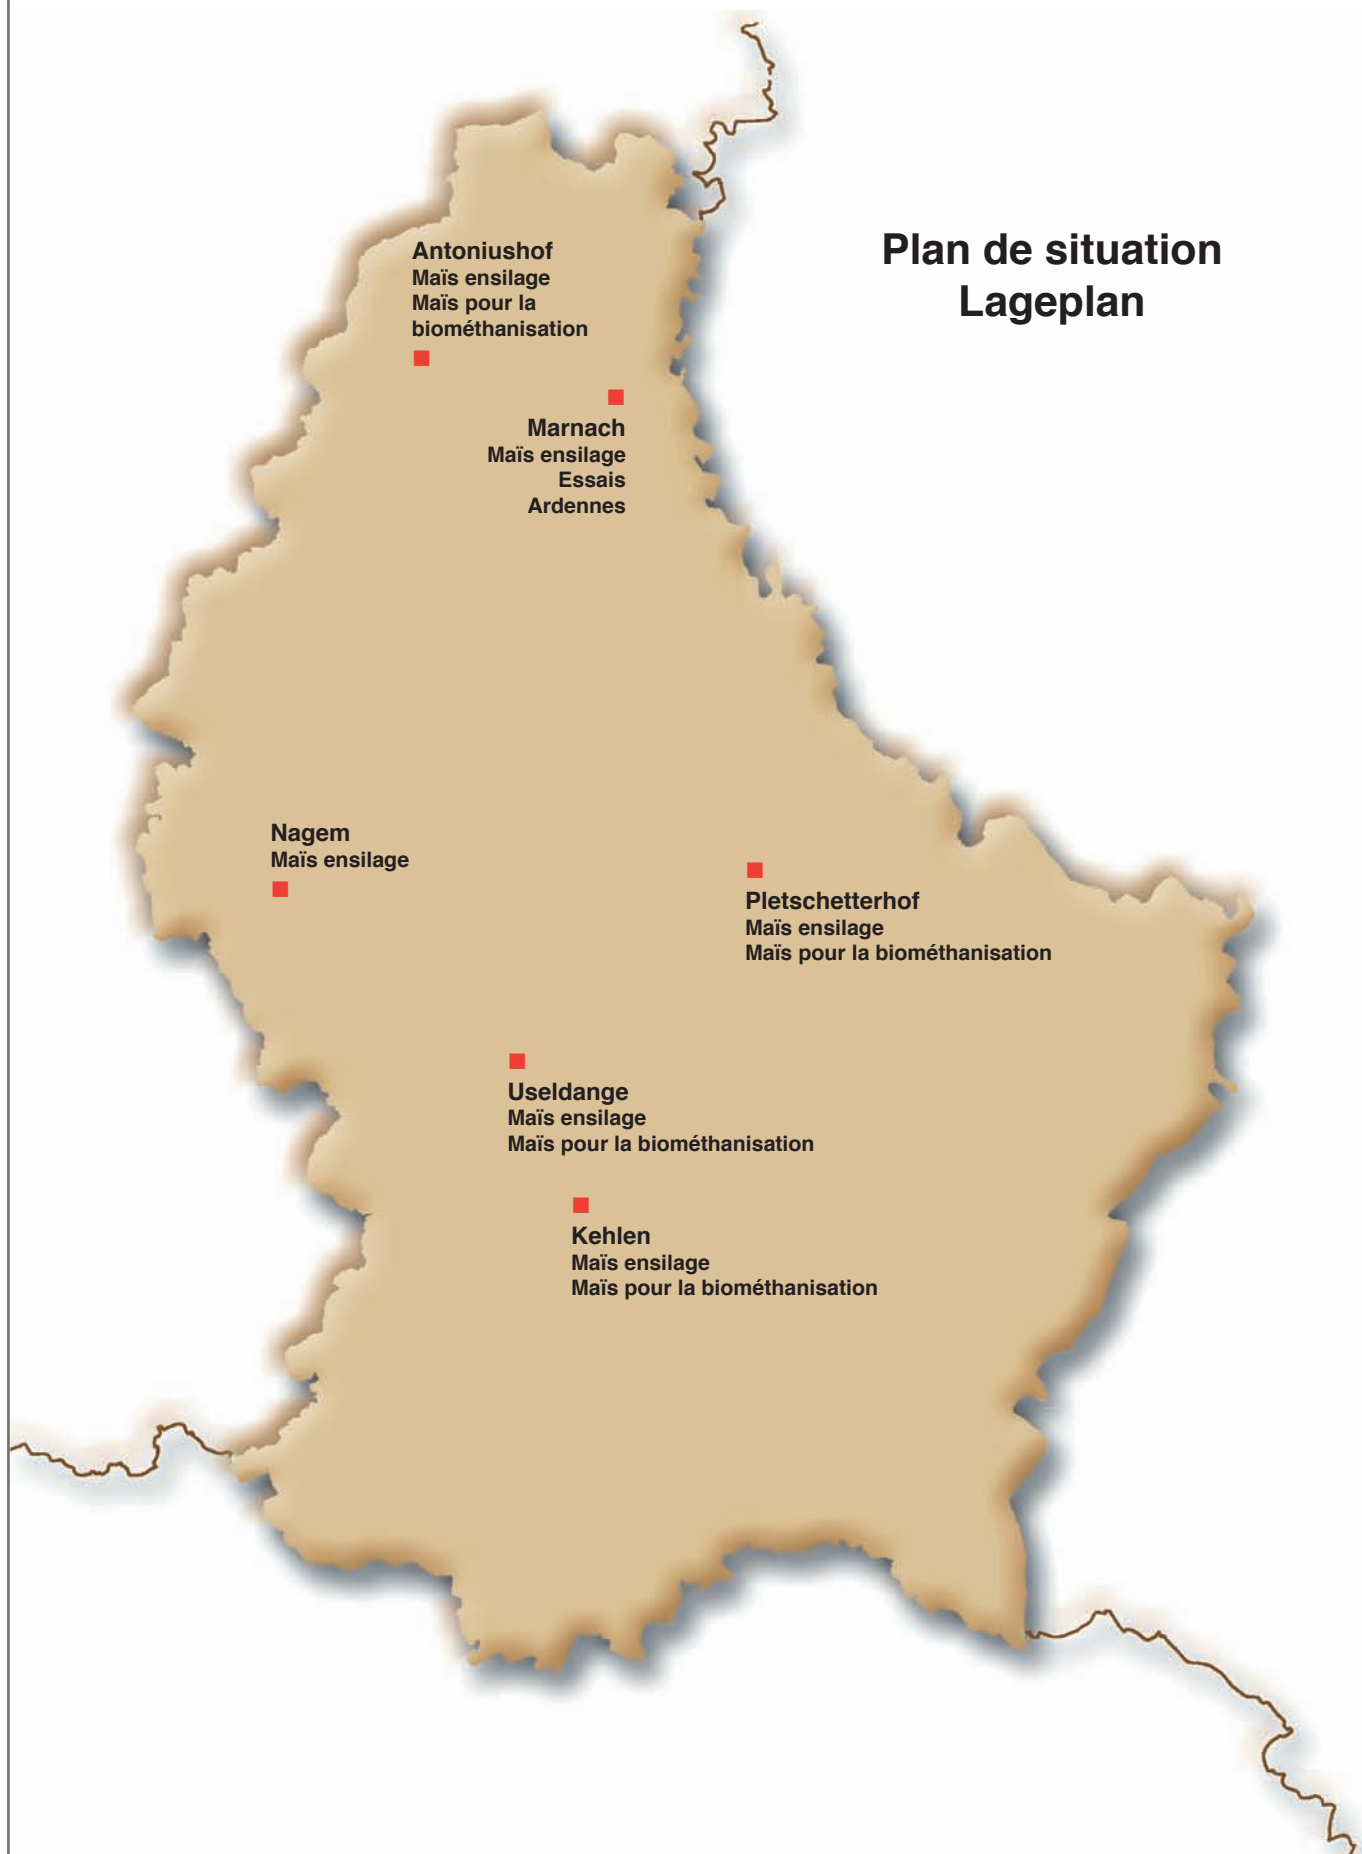 Plan de situation
Lageplan
Antoniushof
Maïs ensilage
Maïs pour la
biométhanisation
Marnach
Maïs ensilage
Essais
Ardennes
Nagem
Maïs ensilage
Pletschetterhof
Maïs ensilage
Maïs pour la biométhanisation
Useldange
Maïs ensilage
Maïs pour la biométhanisation
Kehlen
Maïs ensilage
Maïs pour la biométhanisation